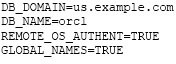 DB_DOMAIN=us.example.com
DB_NAME=orcl
REMOTE_OS_AUTHENT=TRUE
GLOBAL_NAMES=TRUE